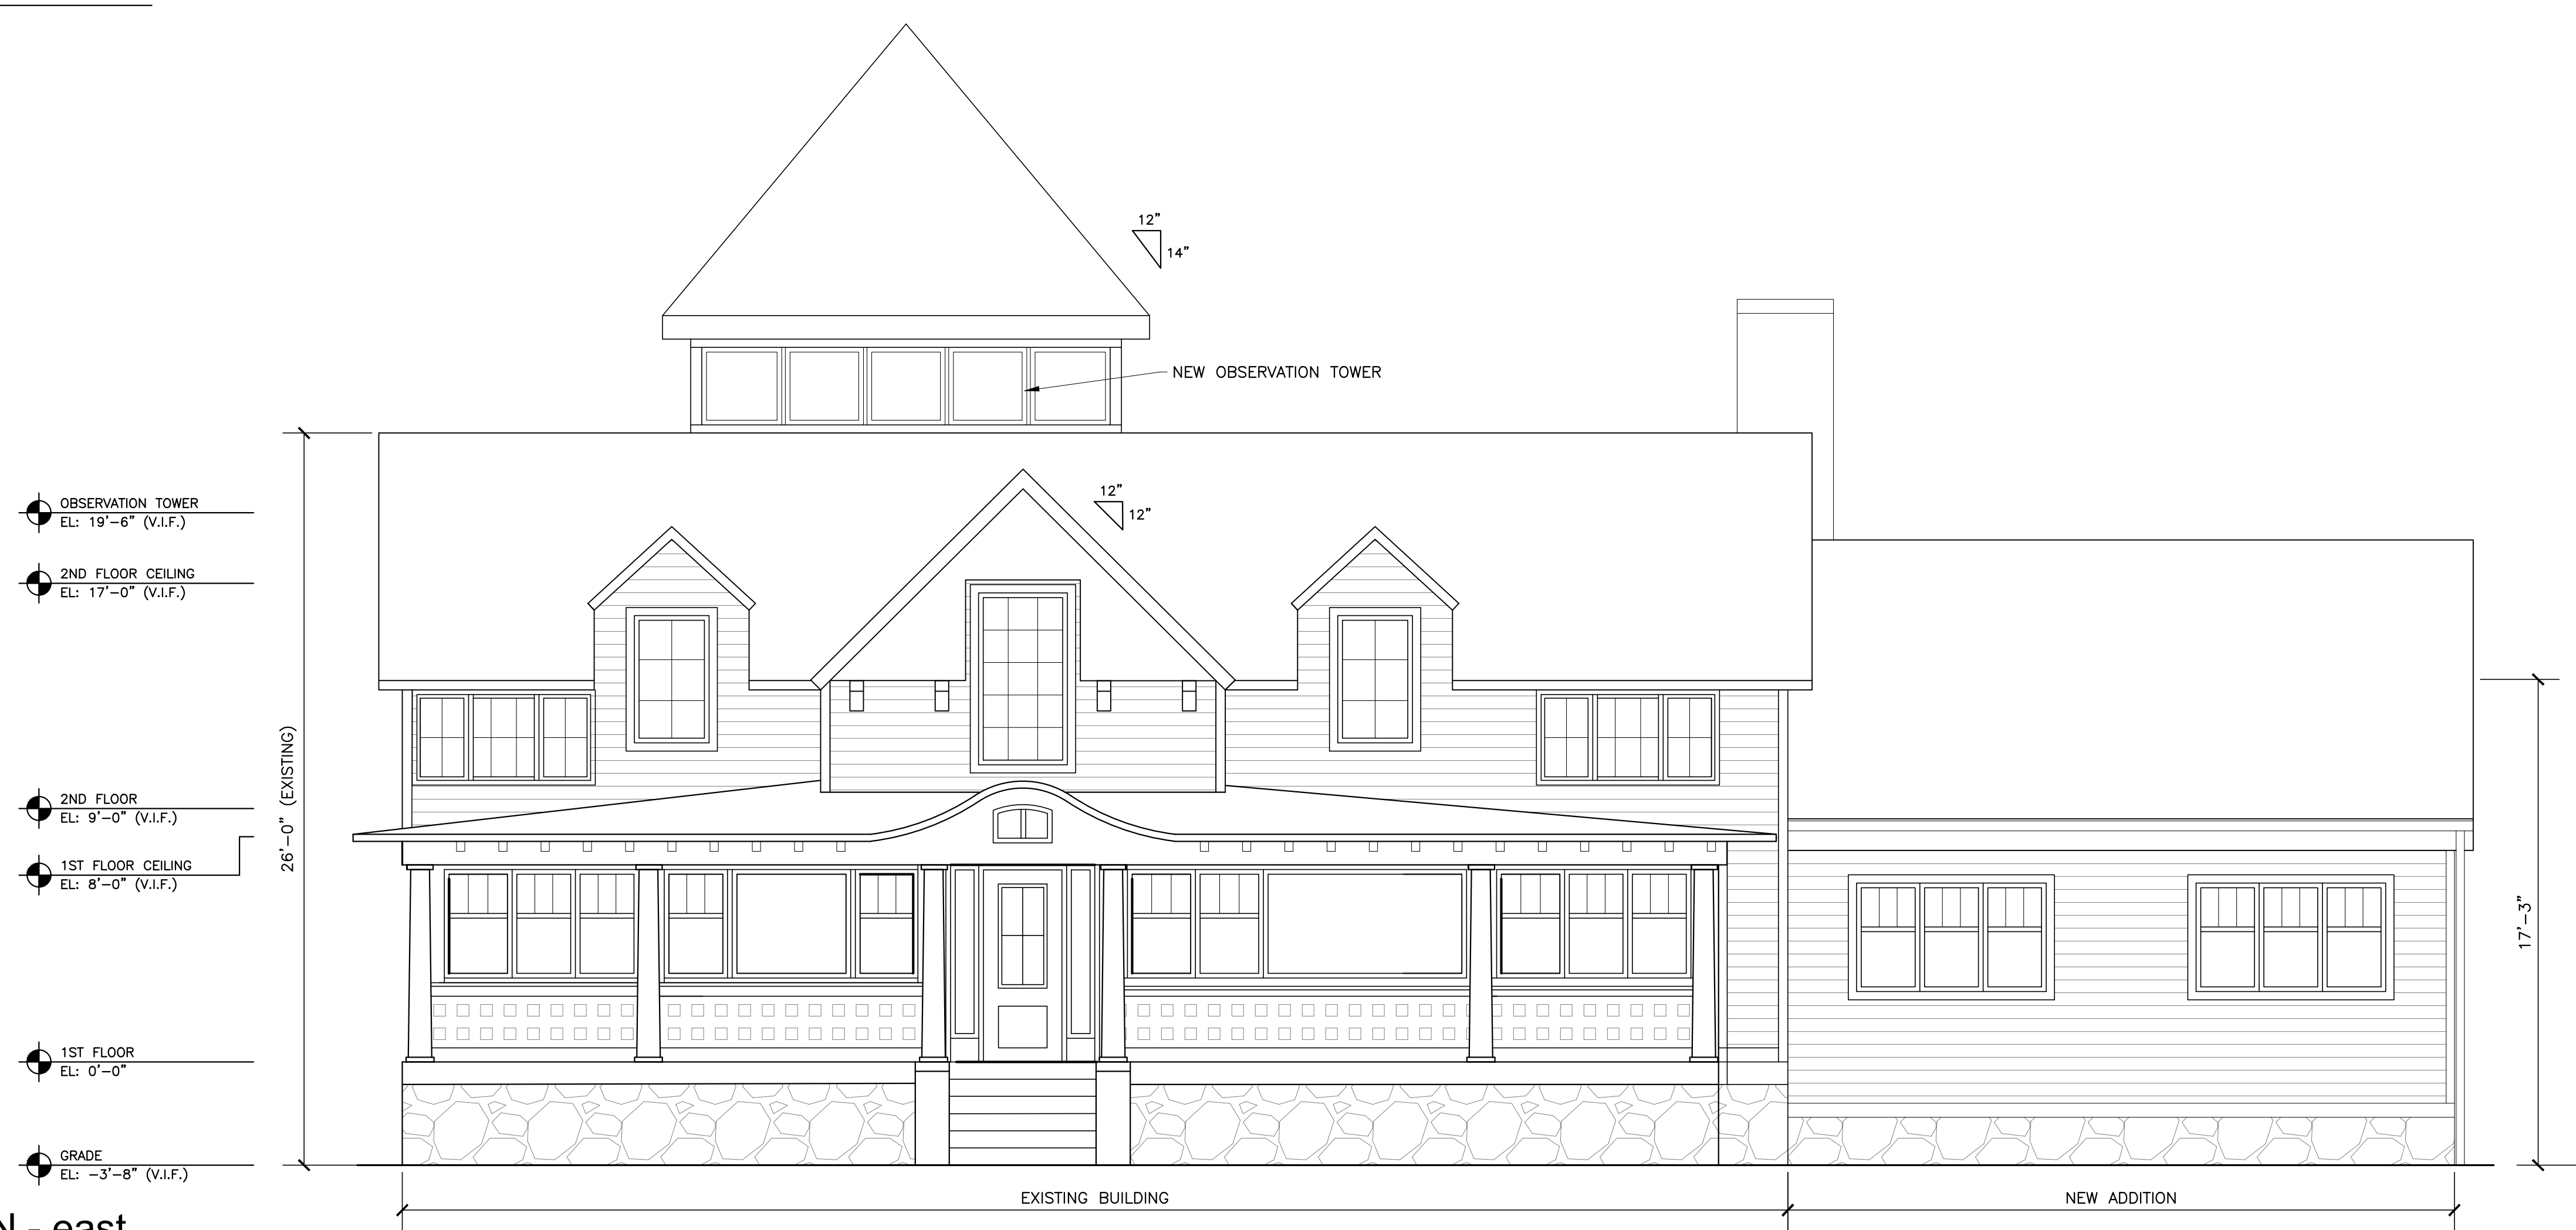 12"
14"
NEW OBSERVATION TOWER
OBSERVATION TOWER
EL: 19'-6" (V.I.F.)
12"
12"
2ND FLOOR CEILING
EL: 17'-0" (V.I.F.)
26'-0" (EXISTING)
2ND FLOOR
EL: 9'-0" (V.I.F.)
1ST FLOOR CEILING
EL: 8'-0" (V.I.F.)
17'-3"
1ST FLOOR
EL: 0'-0"
GRADE
EL: -3'-8" (V.I.F.)
EXISTING BUILDING
NEW ADDITION
N - east